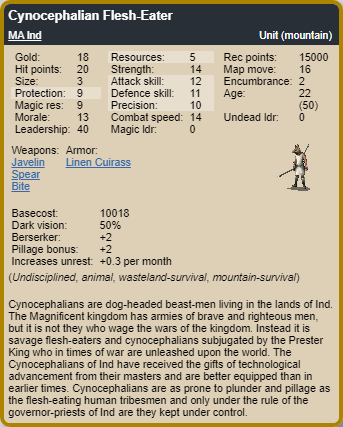 Cynocephalian Flesh-Eater
MA Ind Unit (mountain)
Gold: 18 Resources: 5 Rec points: 15000
Hit points: 20 Strength: 14 Map move: 16
Size: 3 Attack skill: 12 Encumbrance: 2
Protection: 9 Defence skill: 11 Age: 22
Magic res: 9 Precision: 10 (50)
Morale: 13 Combat speed: 14 Undead ldr: 0
Leadership: 40 Magic ldr: 0
Weapons: Armor:
Javelin Linen Cuirass
Spear
Bite
Basecost: 10018
Dark vision: 50%
Berserker: +2
Pillage bonus: +2
Increases unrest: +0.3 per month
(Undisciplined, animal, wasteland-survival, mountain-survival)
Cynocephalians are dog-headed beast-men living in the lands of Ind.
The Magnificent kingdom has armies of brave and righteous men,
but it is not they who wage the wars of the kingdom. Instead it is
savage flesh-eaters and cynocephalians subjugated by the Prester
King who in times of war are unleashed upon the world. The
Cynocephalians of Ind have received the gifts of technological
advancement from their masters and are better equipped than in
earlier times. Cynocephalians are as prone to plunder and pillage as
the flesh-eating human tribesmen and only under the rule of the
governor-priests of Ind are they kept under control.